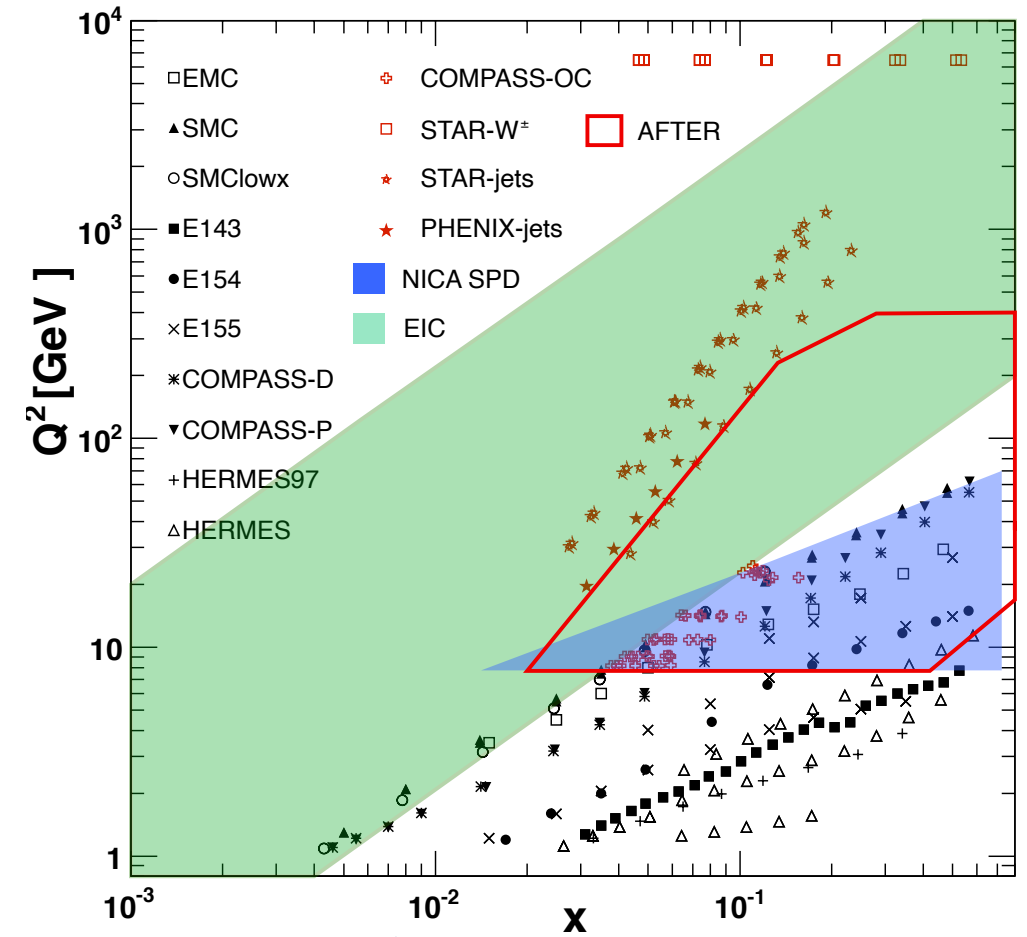 10⁴
EMC
COMPASS-OC
SMC
STAR-W±
AFTER
SMClowx
STAR-jets
10³
E143
PHENIX-jets
E154
NICA SPD
E155
EIC
COMPASS-D
10²
COMPASS-P
HERMES97
HERMES
10
1
Q² [GeV ]
10⁻³
10⁻²
10⁻¹
x